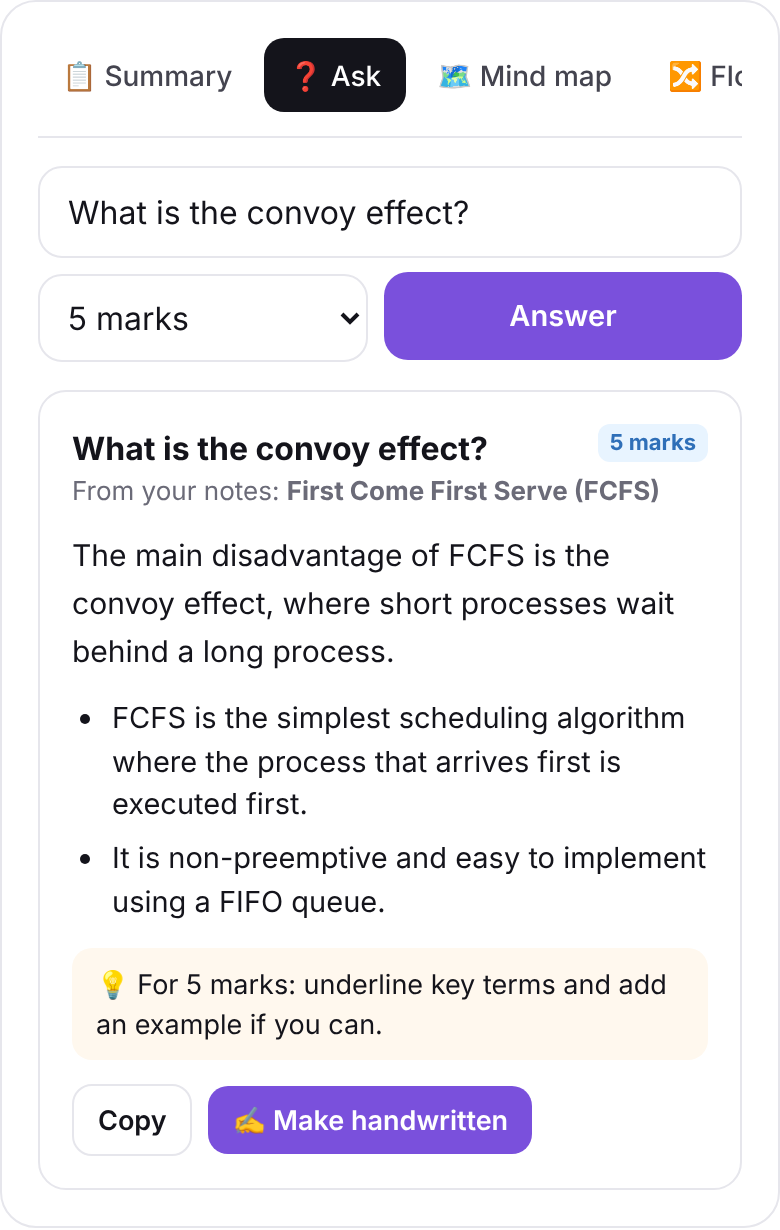 📋 Summary
❓ Ask
🗺️ Mind map
🔀 Flo
What is the convoy effect?
5 marks
Answer
What is the convoy effect?
5 marks
From your notes: First Come First Serve (FCFS)
The main disadvantage of FCFS is the
convoy effect, where short processes wait
behind a long process.
• FCFS is the simplest scheduling algorithm
where the process that arrives first is
executed first.
• It is non-preemptive and easy to implement
using a FIFO queue.
💡 For 5 marks: underline key terms and add
an example if you can.
Copy
✍️ Make handwritten